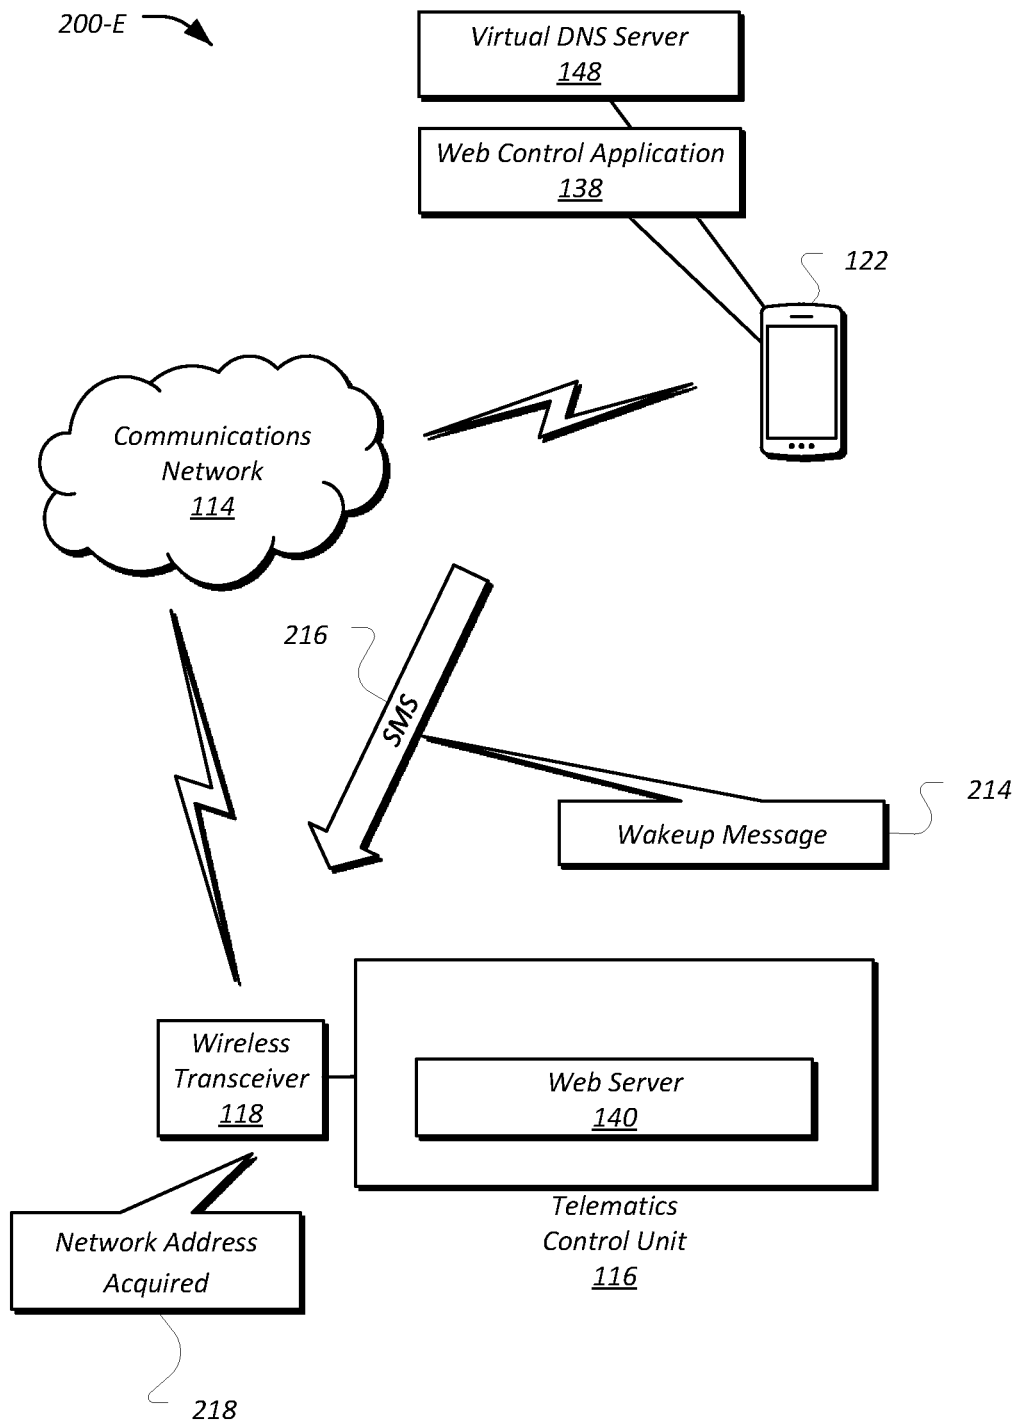 200-E
Virtual DNS Server
148
Web Control Application
138
122
Communications
Network
114
216
SMS
214
Wakeup Message
Wireless
Transceiver
118
Web Server
140
Telematics
Control Unit
116
Network Address
Acquired
218